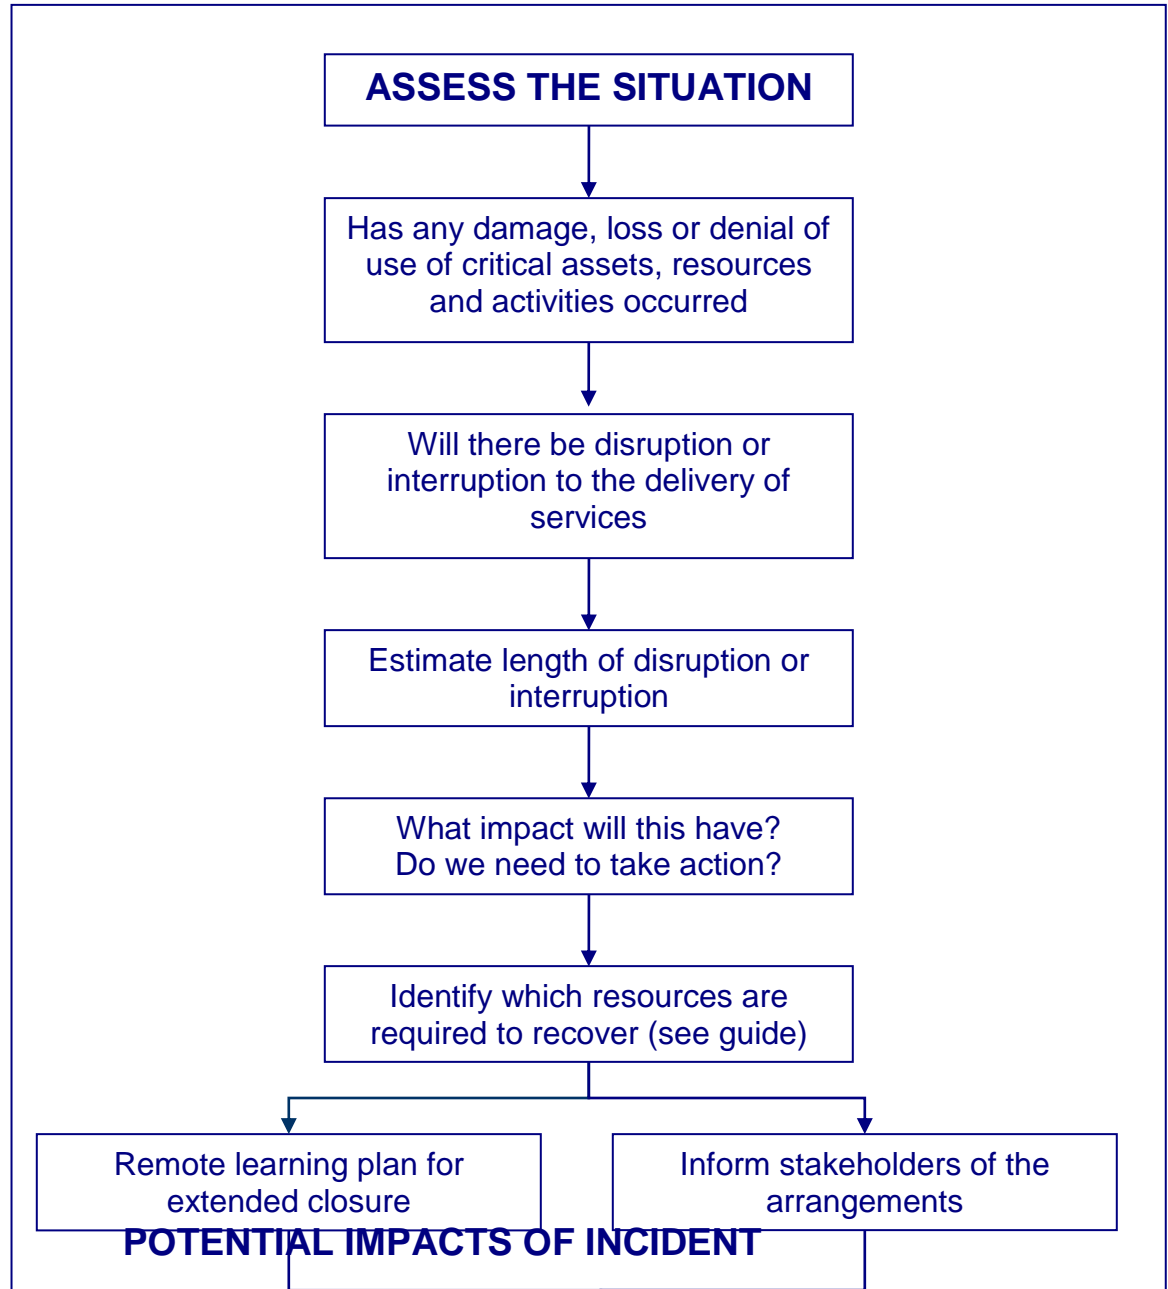 ASSESS THE SITUATION
Has any damage, loss or denial of
use of critical assets, resources
and activities occurred
Will there be disruption or
interruption to the delivery of
services
Estimate length of disruption or
interruption
What impact will this have?
Do we need to take action?
Identify which resources are
required to recover (see guide)
Remote learning plan for
extended closure
Inform stakeholders of the
arrangements
POTENTIAL IMPACTS OF INCIDENT